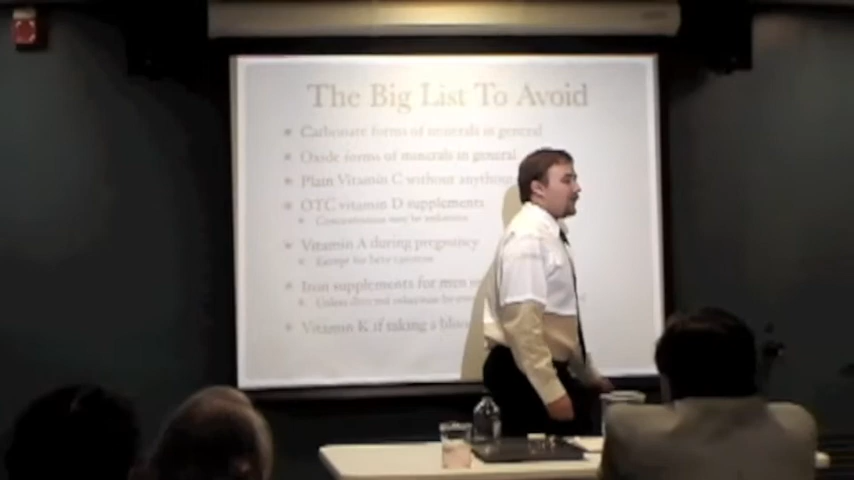 The Big List To Avoid
Carbonate forms of minerals in general
Oxide forms of minerals in general
Plain Vitamin C without anything
OTC vitamin D supplements
Vitamin A during pregnancy
Iron supplements for men
Vitamin K if taking a